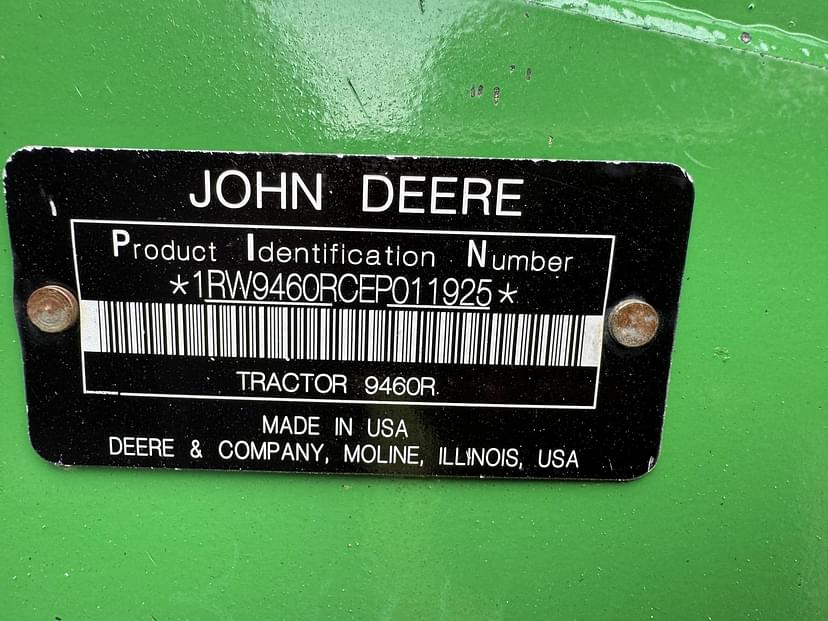 JOHN DEERE
Product Identification Number
*1RW9460RCEP011925*
TRACTOR 9460R
MADE IN USA
DEERE & COMPANY, MOLINE, ILLINOIS, USA